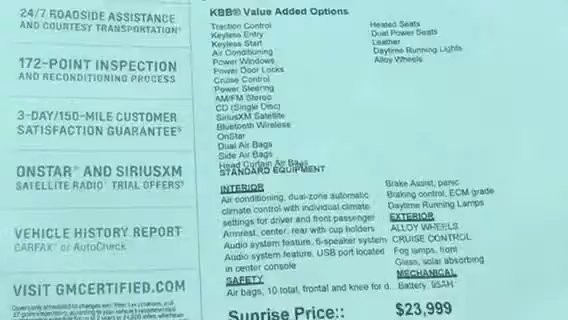 24/7 ROADSIDE ASSISTANCE
AND COURTESY TRANSPORTATION
172-POINT INSPECTION
AND RECONDITIONING PROCESS
3-DAY/150-MILE CUSTOMER
SATISFACTION GUARANTEE
ONSTAR® AND SIRIUSXM
SATELLITE RADIO TRIAL OFFERS
VEHICLE HISTORY REPORT
CARFAX™ or AutoCheck
VISIT GMCERTIFIED.COM
KBB® Value Added Options
Traction Control
Keyless Entry
Keyless Start
Air Conditioning
Power Windows
Power Door Locks
Cruise Control
Power Steering
AM/FM Stereo
CD (Single Disc)
SiriusXM Satellite
Bluetooth Wireless
OnStar
Dual Air Bags
Side Air Bags
Head Curtain Air Bags
Heated Seats
Dual Power Seats
Leather
Daytime Running Lights
Alloy Wheels
STANDARD EQUIPMENT
INTERIOR
Air conditioning, dual-zone automatic
climate control with individual climate
settings for driver and front passenger
Armrest, center, rear with cup holders
Audio system feature, 6-speaker system
Audio system feature, USB port located
in center console
SAFETY
Air bags, 10 total, frontal and knee for d..
Brake Assist, panic
Braking control, ECM grade
Daytime Running Lamps
EXTERIOR
ALLOY WHEELS
CRUISE CONTROL
Fog lamps, front
Glass, solar absorbing
MECHANICAL
Battery, 95AH
Sunrise Price:: $23,999